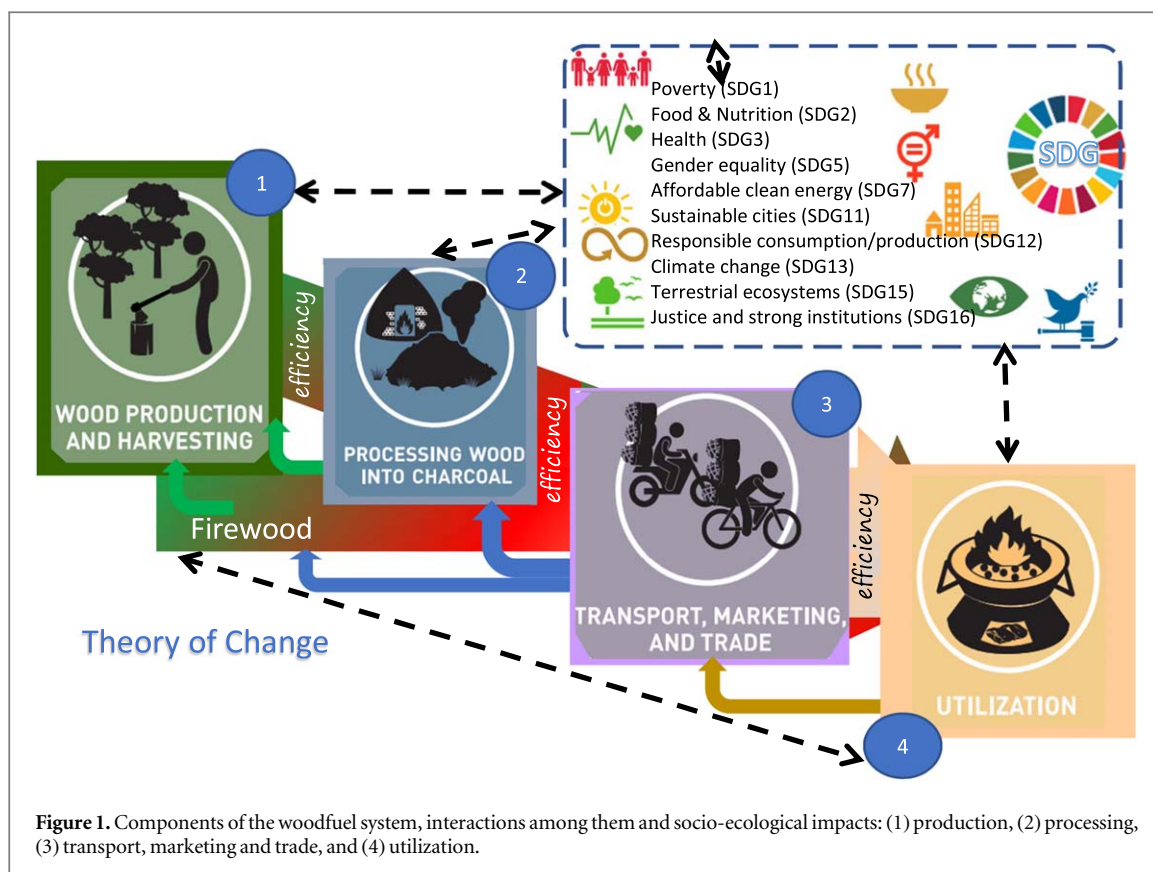 Poverty (SDG1)
Food & Nutrition (SDG2)
Health (SDG3)
Gender equality (SDG5)
Affordable clean energy (SDG7)
Sustainable cities (SDG11)
Responsible consumption/production (SDG12)
Climate change (SDG13)
Terrestrial ecosystems (SDG15)
Justice and strong institutions (SDG16)
SDG
1
WOOD PRODUCTION
AND HARVESTING
efficiency
2
PROCESSING WOOD
INTO CHARCOAL
efficiency
Firewood
3
TRANSPORT, MARKETING,
AND TRADE
efficiency
Theory of Change
UTILIZATION
4
Figure 1. Components of the woodfuel system, interactions among them and socio-ecological impacts: (1) production, (2) processing,
(3) transport, marketing and trade, and (4) utilization.